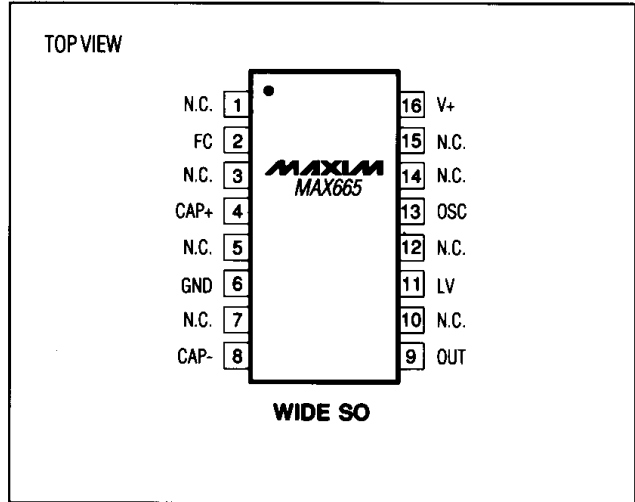 TOP VIEW
N.C. 1
FC 2
N.C. 3
CAP+ 4
N.C. 5
GND 6
N.C. 7
CAP- 8
MAXIM
MAX665
16 V+
15 N.C.
14 N.C.
13 OSC
12 N.C.
11 LV
10 N.C.
9 OUT
WIDE SO